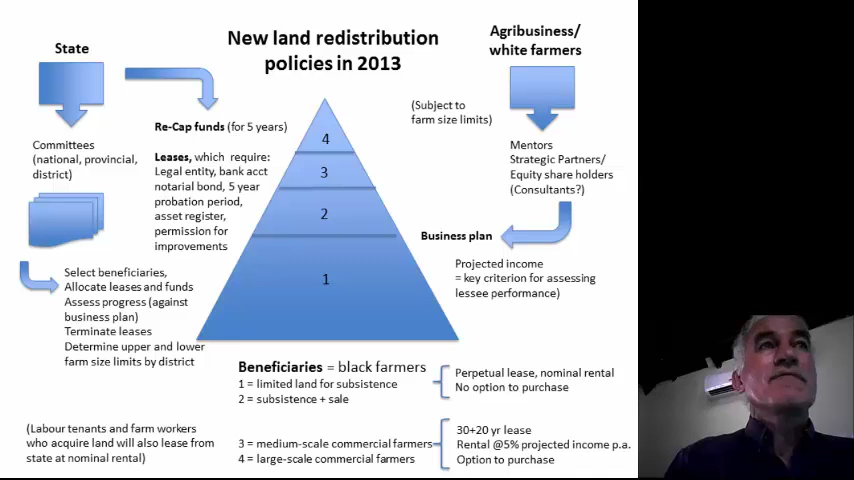 New land redistribution
policies in 2013
State
Agribusiness/
white farmers
Committees
(national, provincial,
district)
Re-Cap funds (for 5 years)
Leases, which require:
Legal entity, bank acct
notarial bond, 5 year
probation period,
asset register,
permission for
improvements
(Subject to
farm size limits)
Mentors
Strategic Partners/
Equity share holders
(Consultants?)
4
3
2
1
Business plan
Projected income
= key criterion for assessing
lessee performance)
Select beneficiaries,
Allocate leases and funds
Assess progress (against
business plan)
Terminate leases
Determine upper and lower
farm size limits by district
Beneficiaries = black farmers
1 = limited land for subsistence
2 = subsistence + sale
Perpetual lease, nominal rental
No option to purchase
(Labour tenants and farm workers
who acquire land will also lease from
state at nominal rental)
3 = medium-scale commercial farmers
4 = large-scale commercial farmers
30+20 yr lease
Rental @5% projected income p.a.
Option to purchase